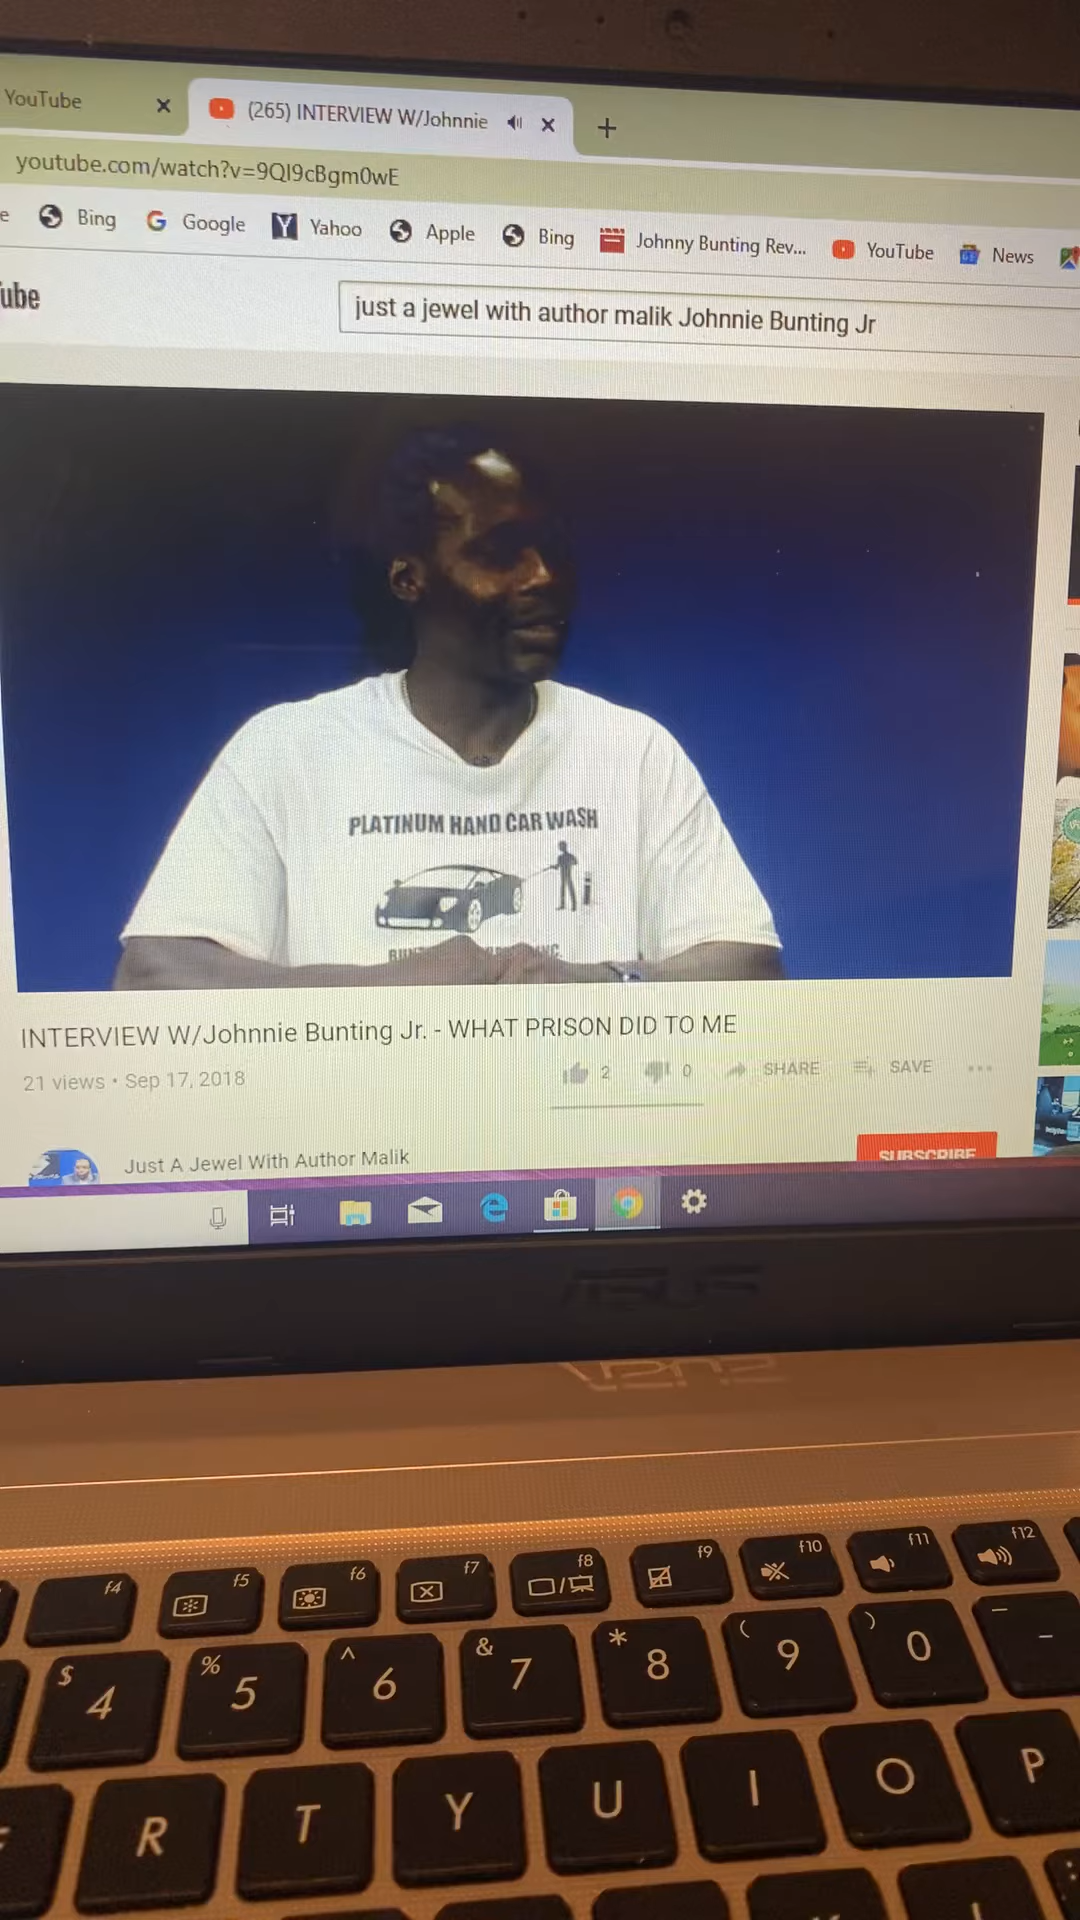 YouTube
(265) INTERVIEW W/Johnnie
youtube.com/watch?v=9QI9cBgm0wE
e Bing Google Yahoo Apple Bing Johnny Bunting Rev... YouTube News
ube
just a jewel with author malik Johnnie Bunting Jr
PLATINUM HAND CAR WASH
INTERVIEW W/Johnnie Bunting Jr. - WHAT PRISON DID TO ME
21 views • Sep 17, 2018
2 0 SHARE SAVE
Just A Jewel With Author Malik
SUBSCRIBE
ASUS
f4 f5 f6 f7 f8 f9 f10 f11 f12
$ 4 % 5 ^ 6 & 7 * 8 ( 9 ) 0 -
R T Y U I O P